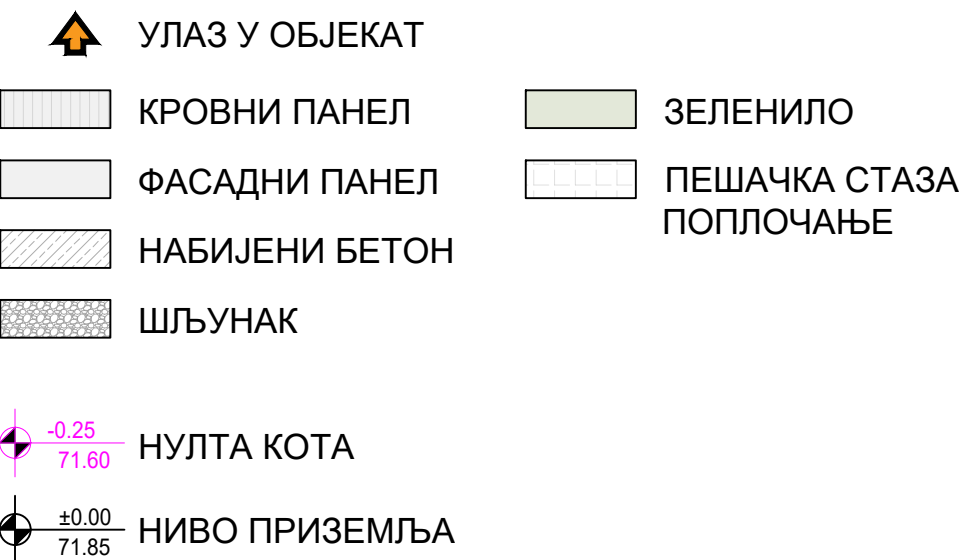 УЛАЗ У ОБЈЕКАТ
КРОВНИ ПАНЕЛ
ФАСАДНИ ПАНЕЛ
НАБИЈЕНИ БЕТОН
ШЉУНАК
ЗЕЛЕНИЛО
ПЕШАЧКА СТАЗА
ПОПЛОЧАЊЕ
-0.25
71.60
НУЛТА КОТА
±0.00
71.85
НИВО ПРИЗЕМЉА